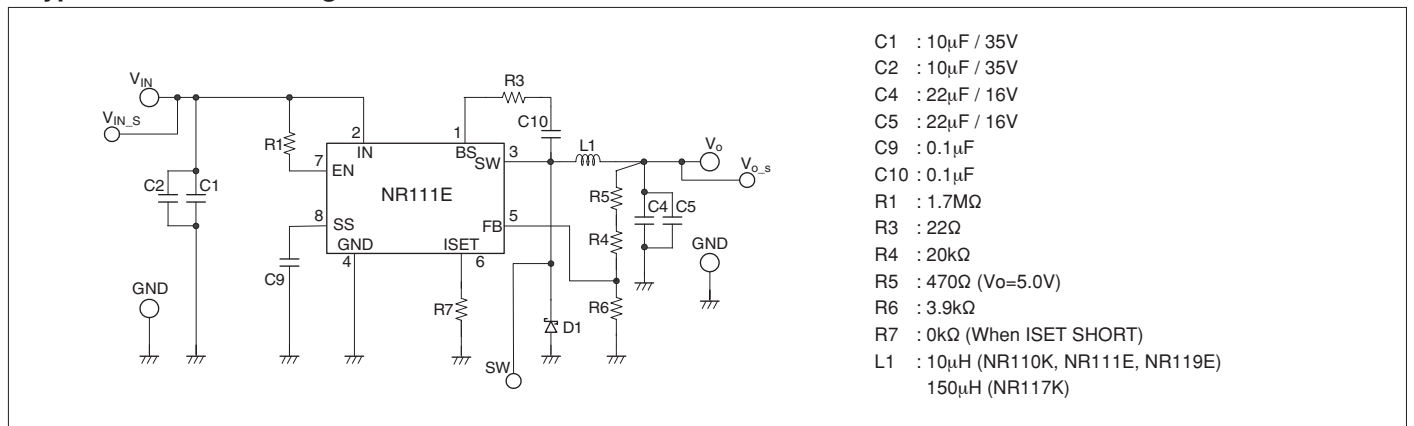 V_IN
V_IN_S
R3
C10
R1
2
1
IN
BS
SW
3
L1
V_o
V_o_s
7
EN
C2
C1
NR111E
R5
C4
C5
8
SS
FB
5
R4
GND
GND
ISET
4
6
C9
GND
R7
R6
D1
SW
C1 : 10μF / 35V
C2 : 10μF / 35V
C4 : 22μF / 16V
C5 : 22μF / 16V
C9 : 0.1μF
C10 : 0.1μF
R1 : 1.7MΩ
R3 : 22Ω
R4 : 20kΩ
R5 : 470Ω (Vo=5.0V)
R6 : 3.9kΩ
R7 : 0kΩ (When ISET SHORT)
L1 : 10μH (NR110K, NR111E, NR119E)
150μH (NR117K)